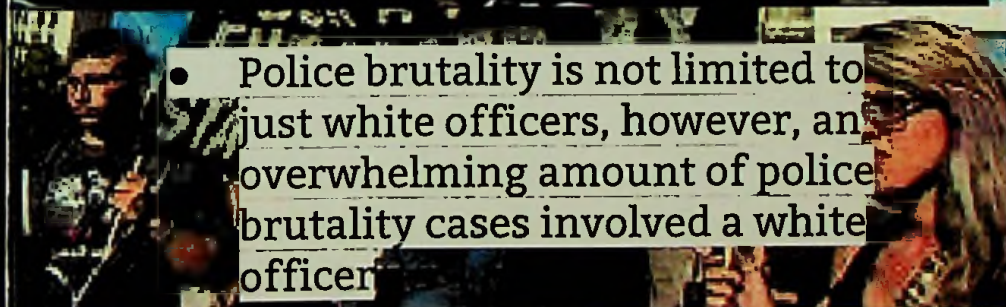 • Police brutality is not limited to
just white officers, however, an
overwhelming amount of police
brutality cases involved a white
officer